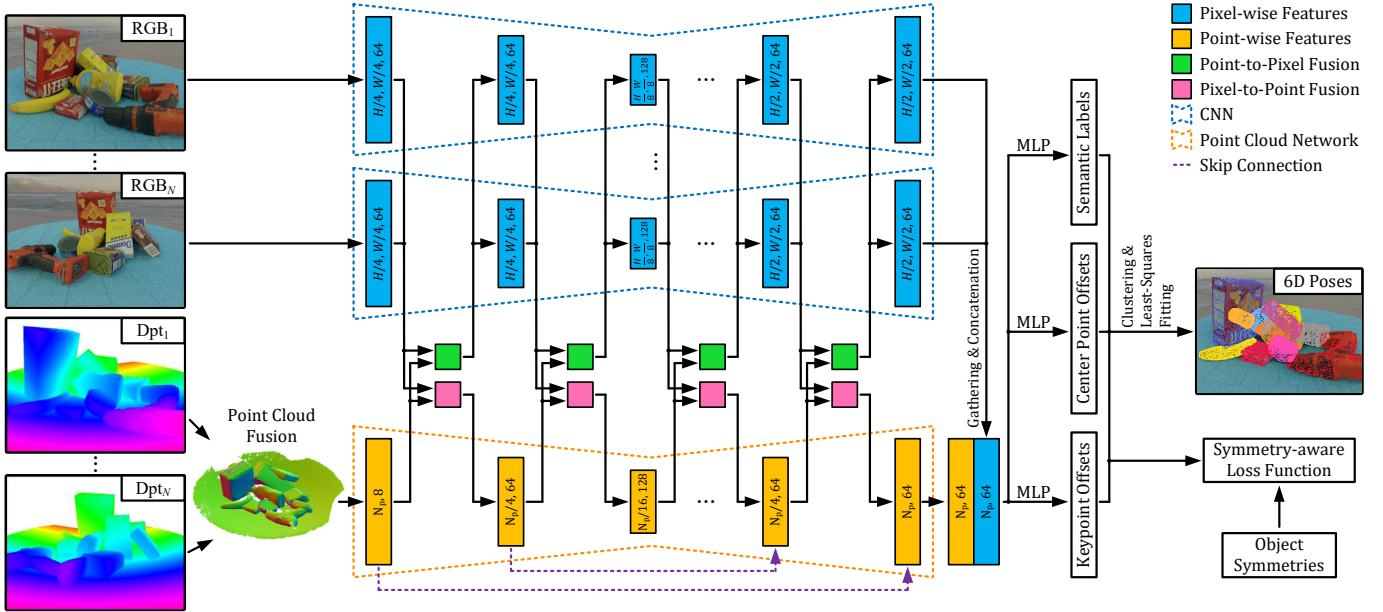 RGB₁
⋮
RGB_N
Dpt₁
Dpt_N
Point Cloud
Fusion
H/4, W/4, 64
H/4, W/4, 64
H/8, W/8, 128
...
H/2, W/4, 64
H/2, W/2, 64
H/4, W/4, 64
H/4, W/4, 64
H/8, W/8, 128
...
H/2, W/2, 64
H/2, W/2, 64
Nₚ, 8
Nₚ/4, 64
Nₚ/16, 128
...
Nₚ/4, 64
Nₚ, 64
Nₚ, 64
Nₚ, 64
Gathering & Concatenation
MLP
MLP
MLP
Semantic Labels
Center Point Offsets
Keypoint Offsets
Clustering &
Least-Squares
Fitting
Pixel-wise Features
Point-wise Features
Point-to-Pixel Fusion
Pixel-to-Point Fusion
CNN
Point Cloud Network
Skip Connection
6D Poses
Symmetry-aware
Loss Function
Object
Symmetries